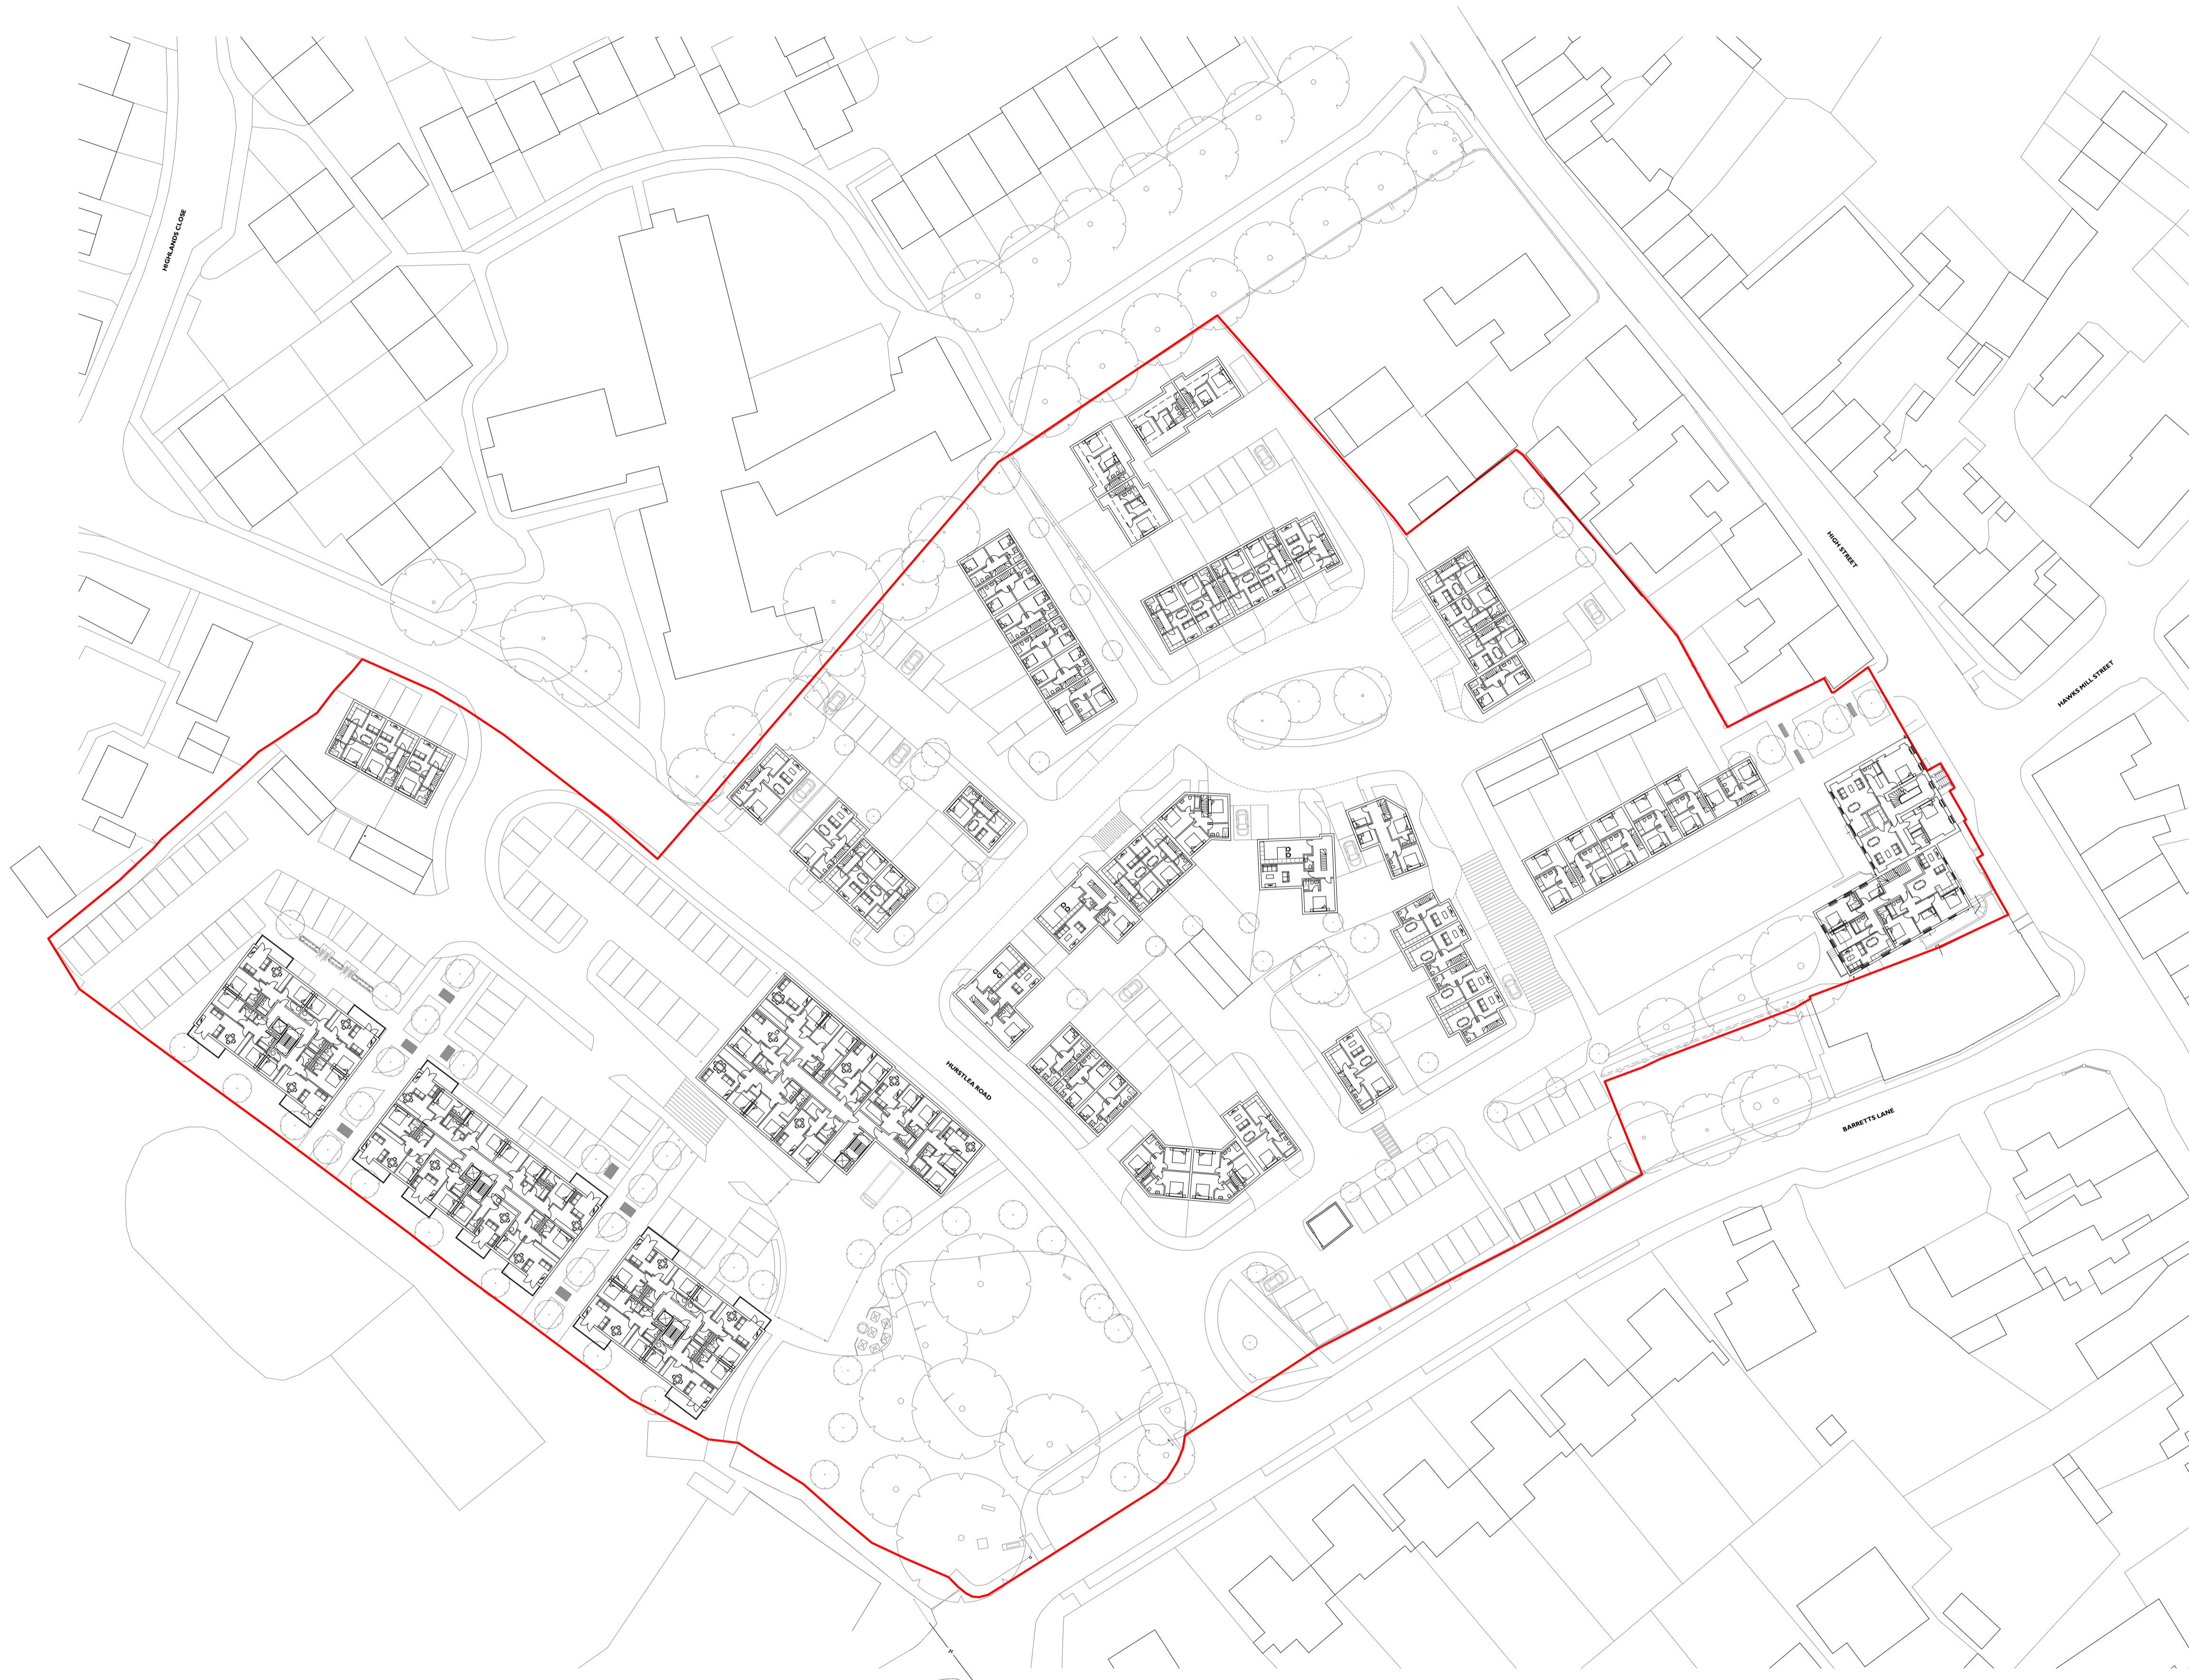 HIGHLANDS CLOSE
HIGH STREET
HAWKS MILL STREET
HURSTLEA ROAD
BARRETTS LANE